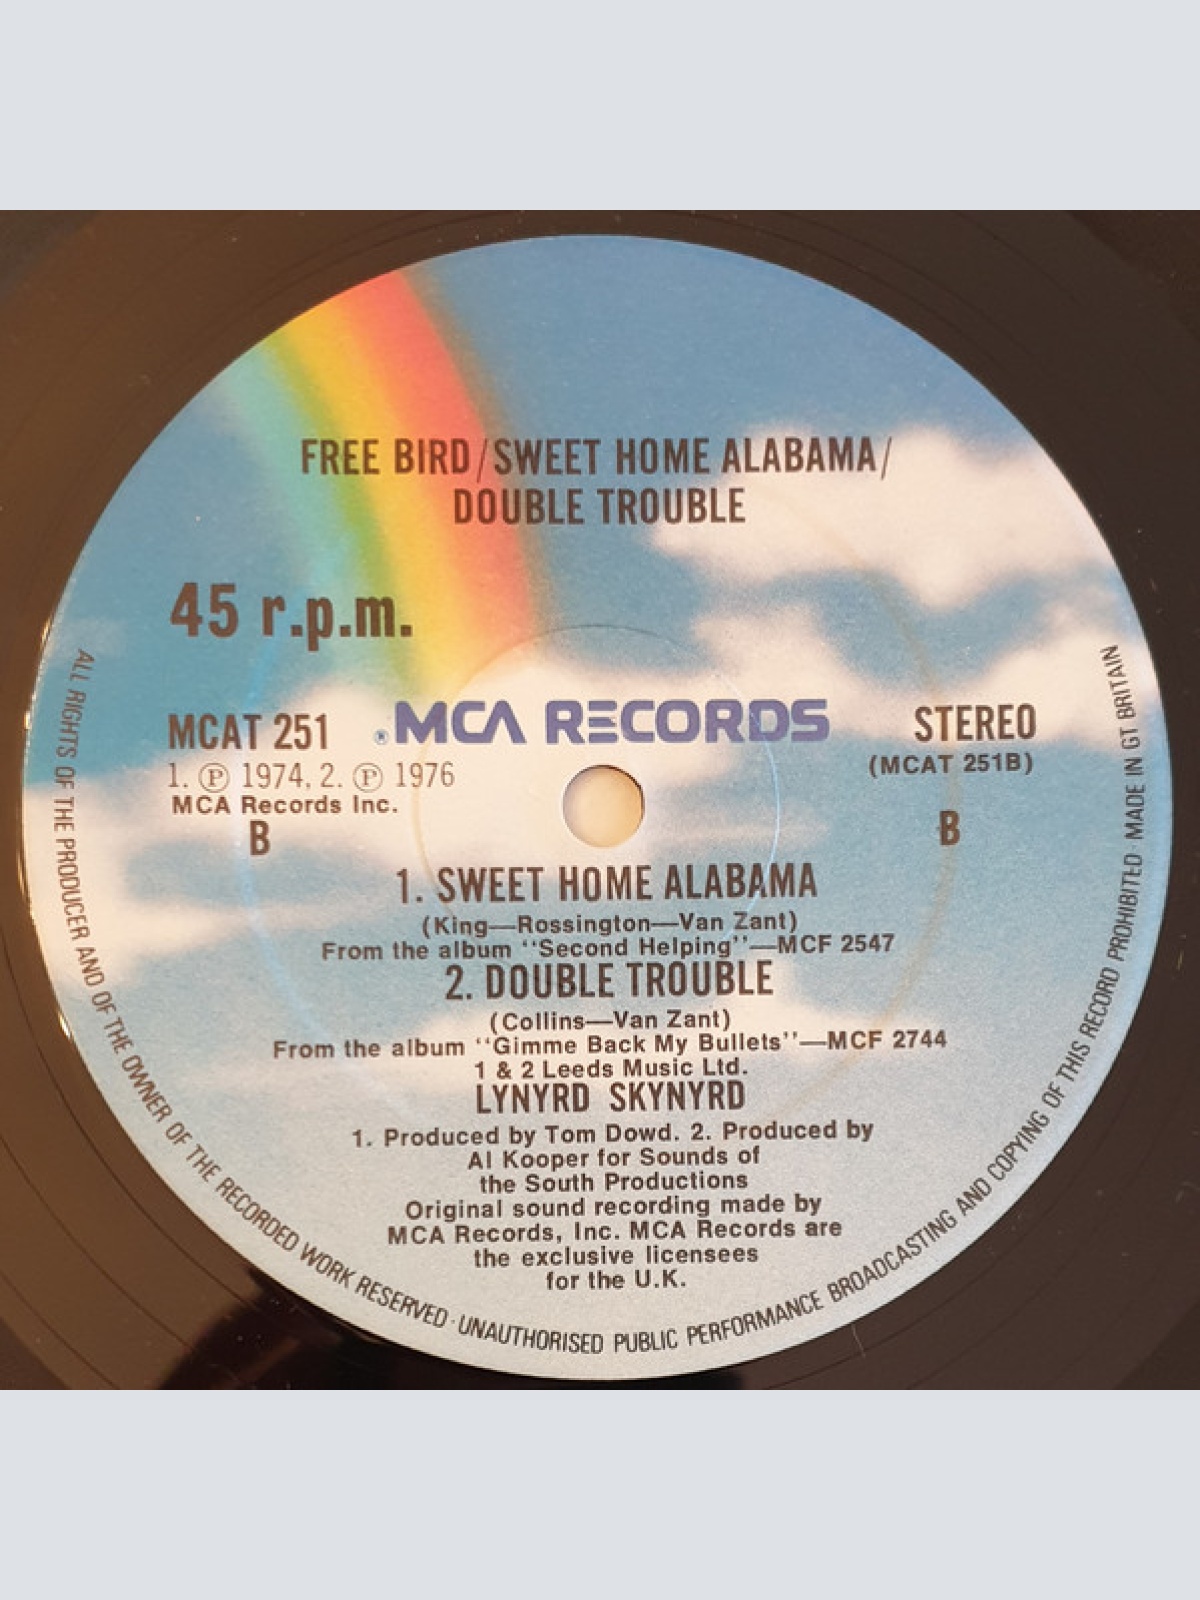 FREE BIRD/SWEET HOME ALABAMA/
DOUBLE TROUBLE
45 r.p.m.
MCAT 251
® MCA RECORDS
STEREO
(MCAT 251B)
1. Ⓟ 1974, 2. Ⓟ 1976
MCA Records Inc.
B
B
1. SWEET HOME ALABAMA
(King—Rossington—Van Zant)
From the album "Second Helping"—MCF 2547
2. DOUBLE TROUBLE
(Collins—Van Zant)
From the album "Gimme Back My Bullets"—MCF 2744
1 & 2 Leeds Music Ltd.
LYNYRD SKYNYRD
1. Produced by Tom Dowd. 2. Produced by
Al Kooper for Sounds of
the South Productions
Original sound recording made by
MCA Records, Inc. MCA Records are
the exclusive licensees
for the U.K.
ALL RIGHTS OF THE PRODUCER AND OF THE OWNER OF THE RECORDED WORK RESERVED · UNAUTHORISED PUBLIC PERFORMANCE BROADCASTING AND COPYING OF THIS RECORD PROHIBITED · MADE IN GT BRITAIN